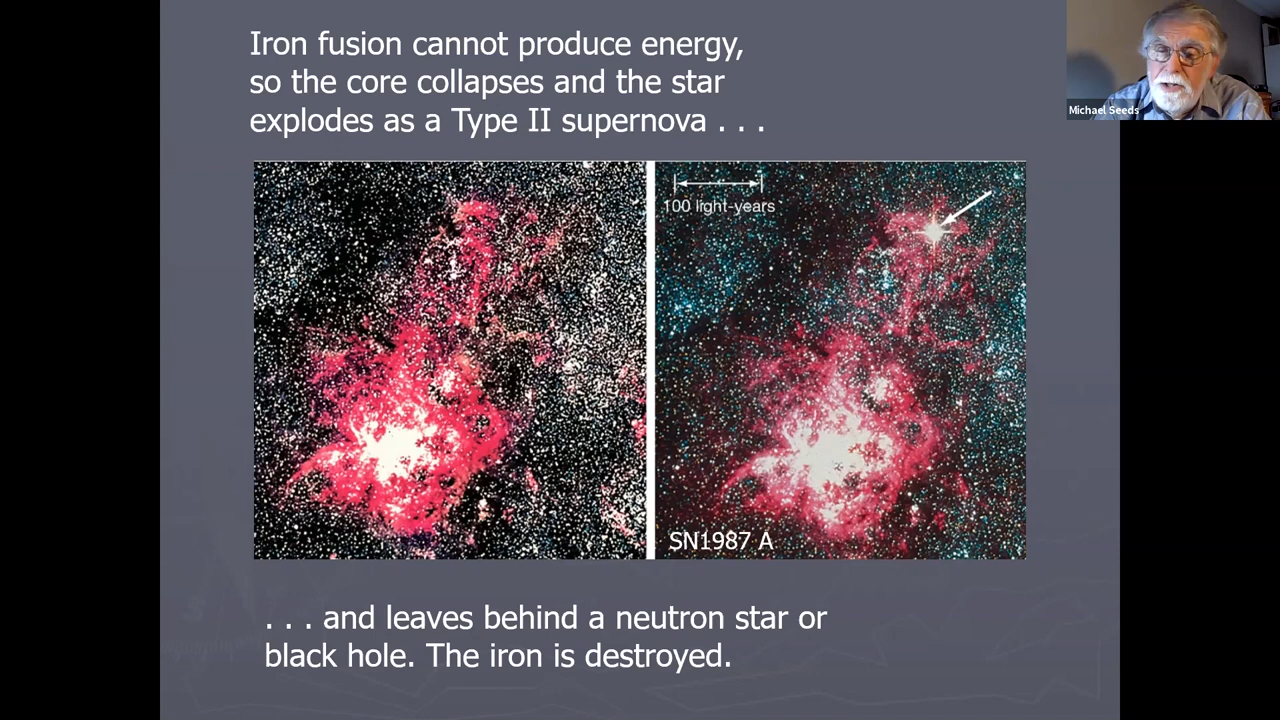 Iron fusion cannot produce energy,
so the core collapses and the star
explodes as a Type II supernova . . .
Michael Seeds
100 light-years
SN1987 A
. . . and leaves behind a neutron star or
black hole. The iron is destroyed.